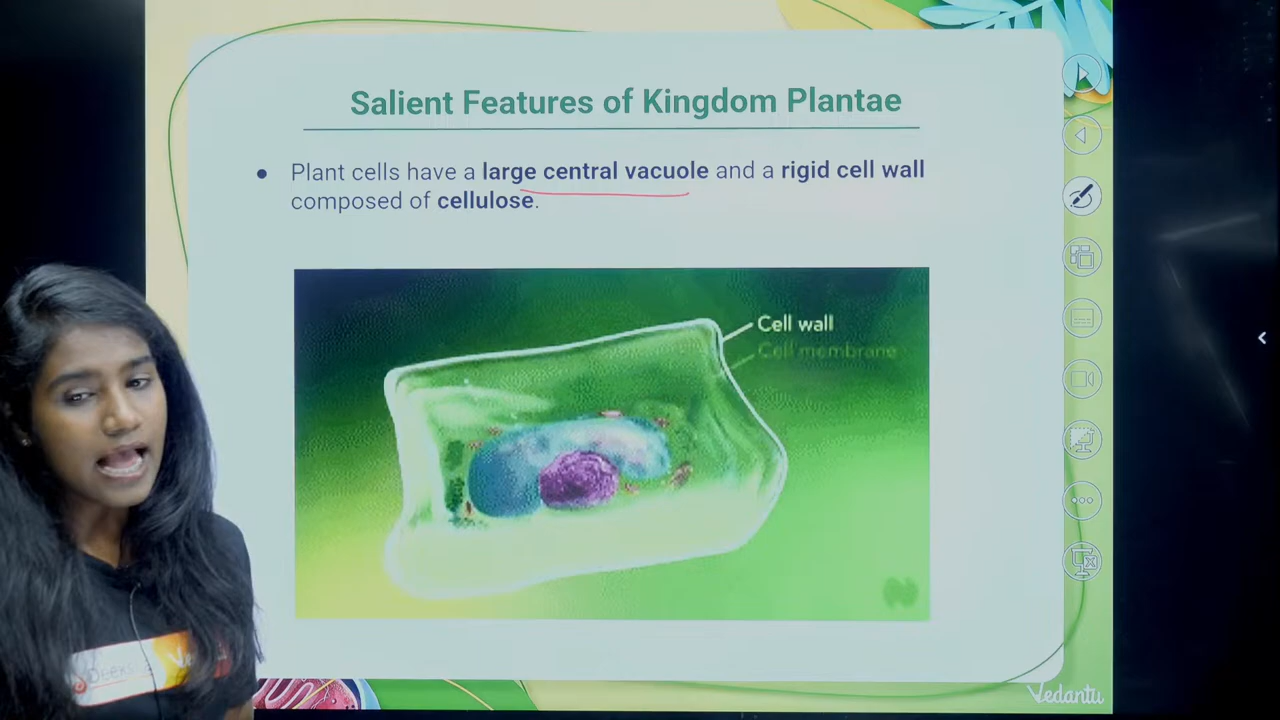 Salient Features of Kingdom Plantae
● Plant cells have a large central vacuole and a rigid cell wall
composed of cellulose.
Cell wall
Cell membrane
Vedantu